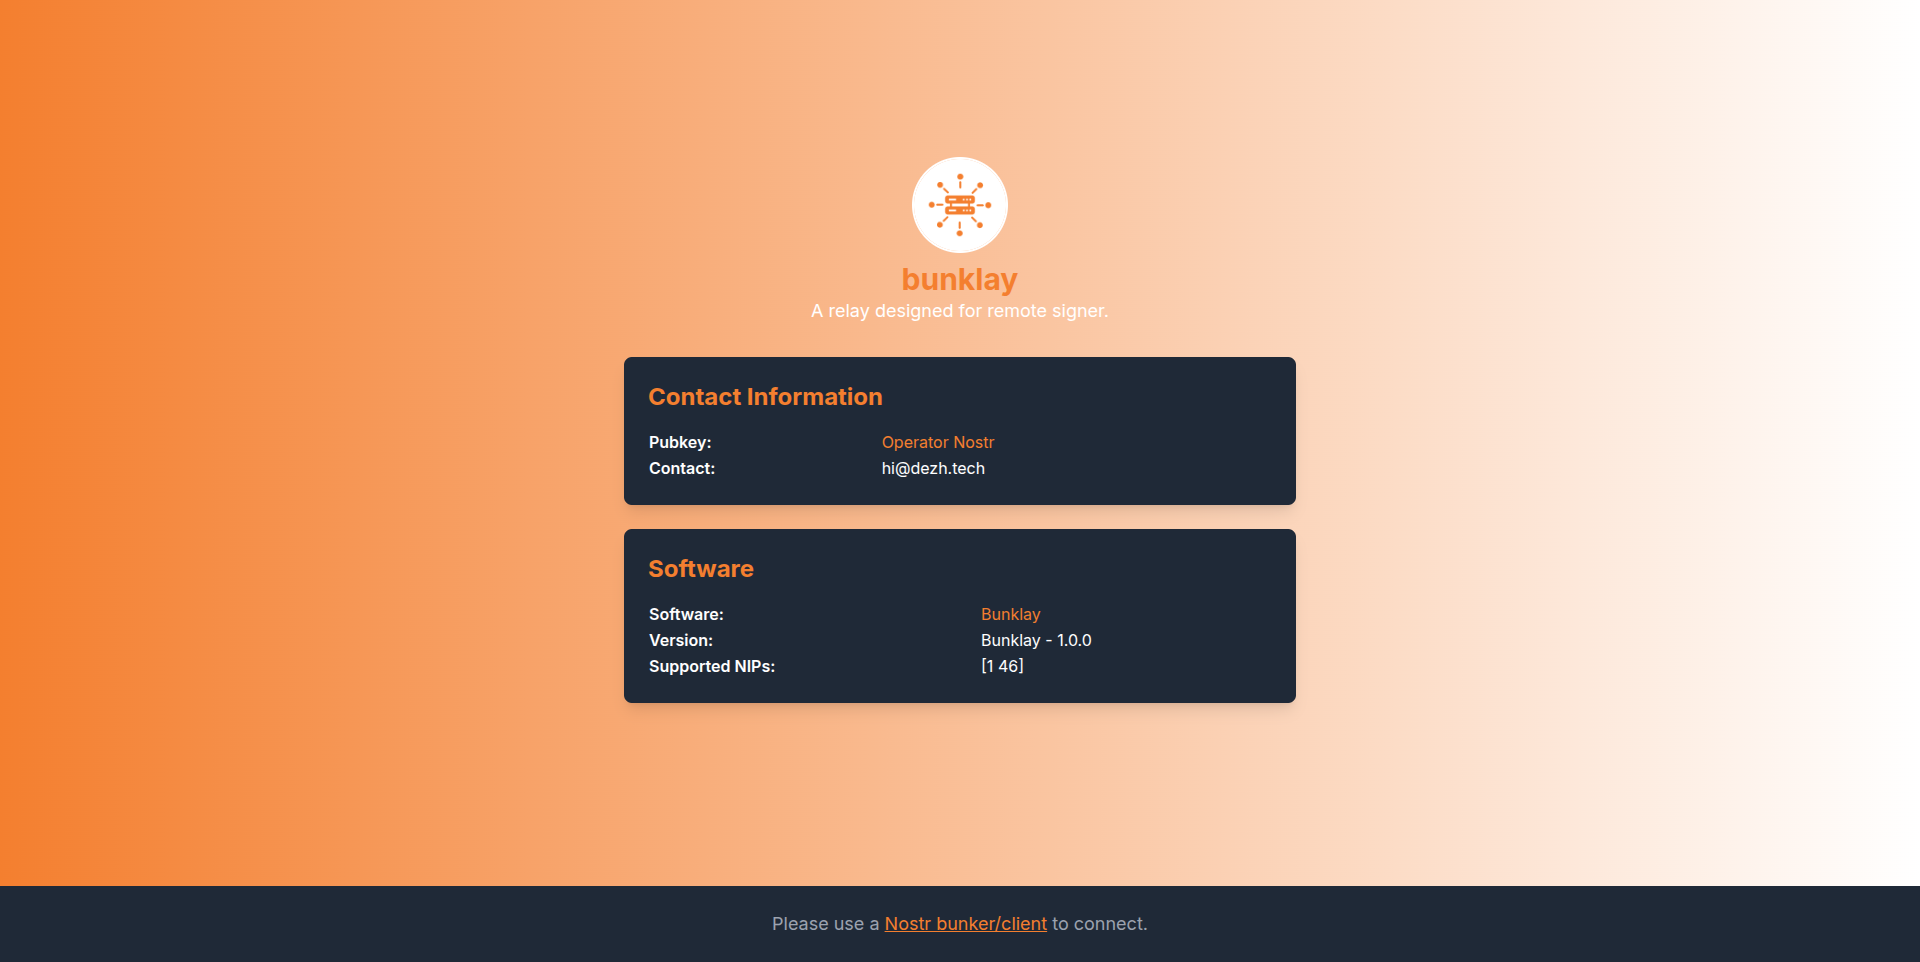 bunklay
A relay designed for remote signer.
Contact Information
Pubkey: Operator Nostr
Contact: hi@dezh.tech
Software
Software: Bunklay
Version: Bunklay - 1.0.0
Supported NIPs: [1 46]
Please use a Nostr bunker/client to connect.